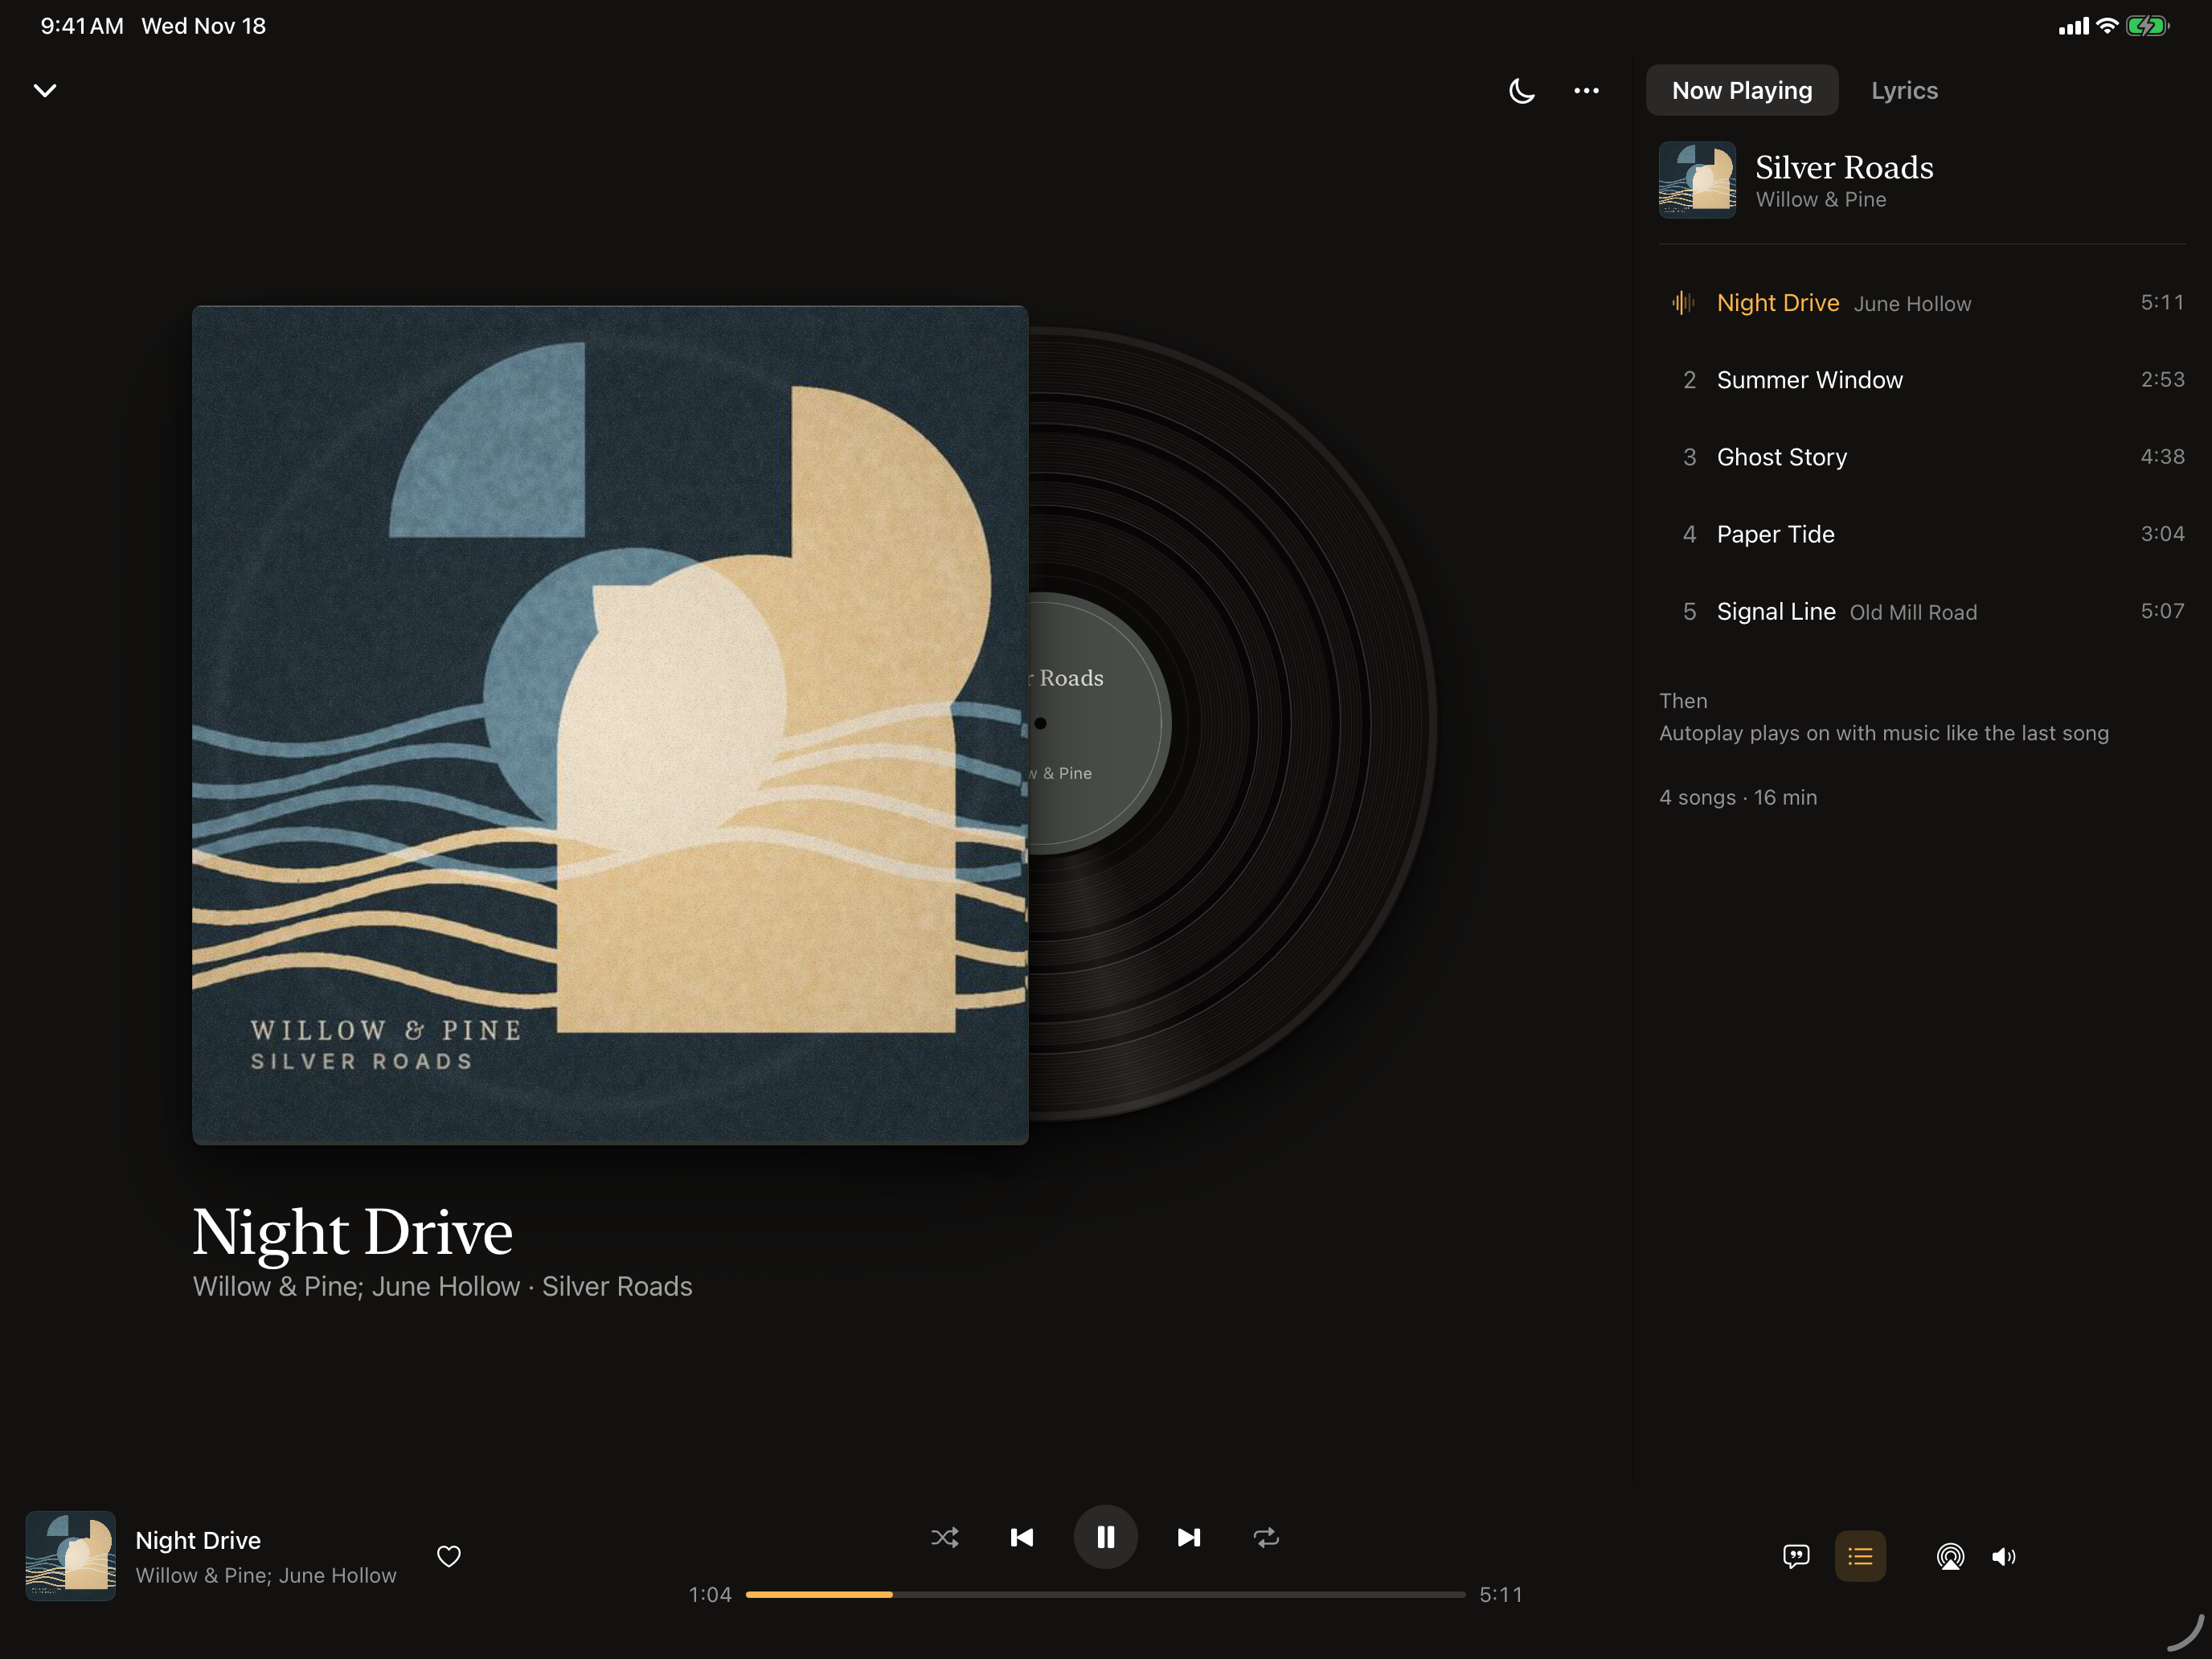 9:41 AM Wed Nov 18
Now Playing
Lyrics
Silver Roads
Willow & Pine
Night Drive June Hollow 5:11
2 Summer Window 2:53
3 Ghost Story 4:38
4 Paper Tide 3:04
5 Signal Line Old Mill Road 5:07
Then
Autoplay plays on with music like the last song
4 songs · 16 min
r Roads
w & Pine
WILLOW & PINE
SILVER ROADS
Night Drive
Willow & Pine; June Hollow · Silver Roads
Night Drive
Willow & Pine; June Hollow
1:04
5:11